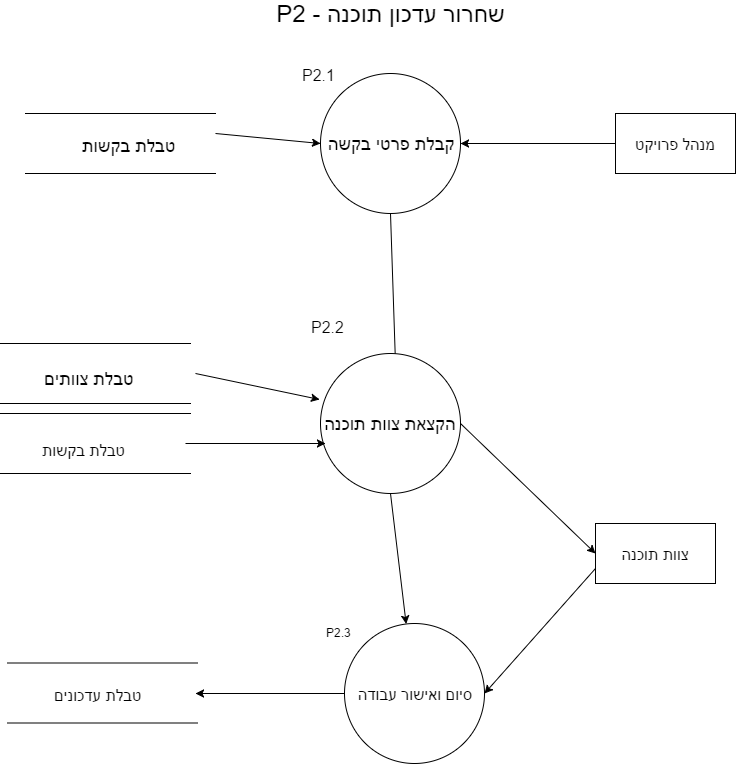 שחרור עדכון תוכנה - P2
P2.1
טבלת בקשות
קבלת פרטי בקשה
מנהל פרויקט
P2.2
טבלת צוותים
הקצאת צוות תוכנה
טבלת בקשות
צוות תוכנה
P2.3
טבלת עדכונים
סיום ואישור עבודה